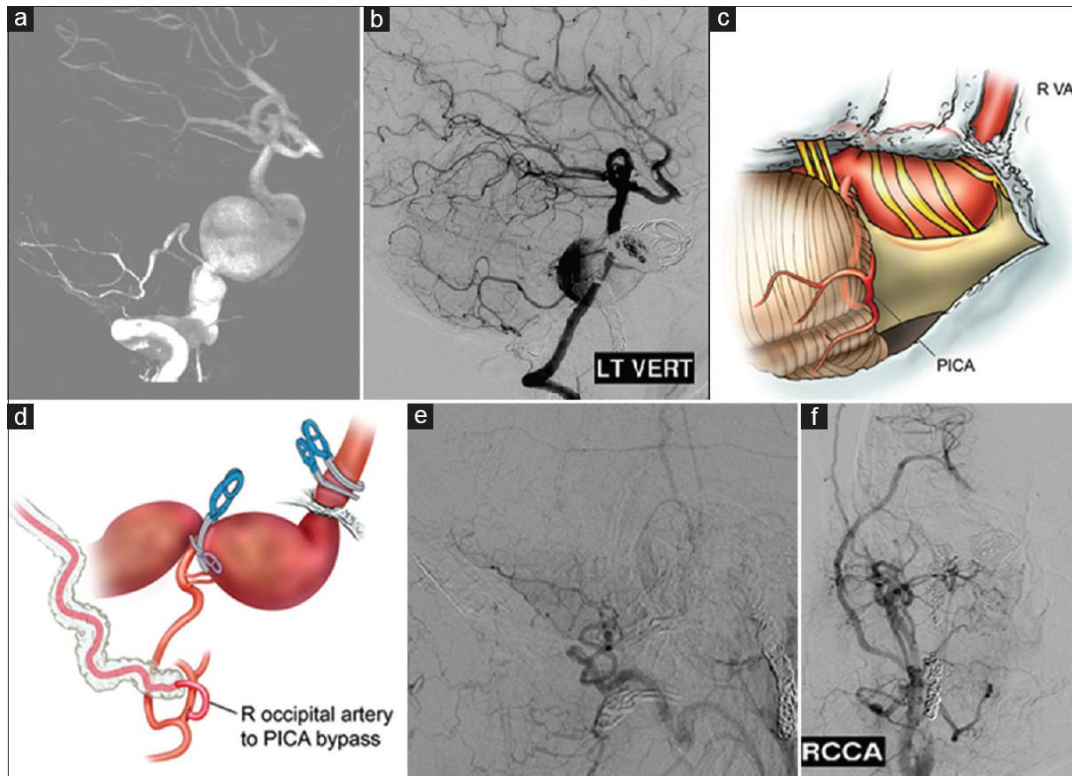 a
b
c
R VA
LT VERT
PICA
d
e
f
R occipital artery
to PICA bypass
RCCA